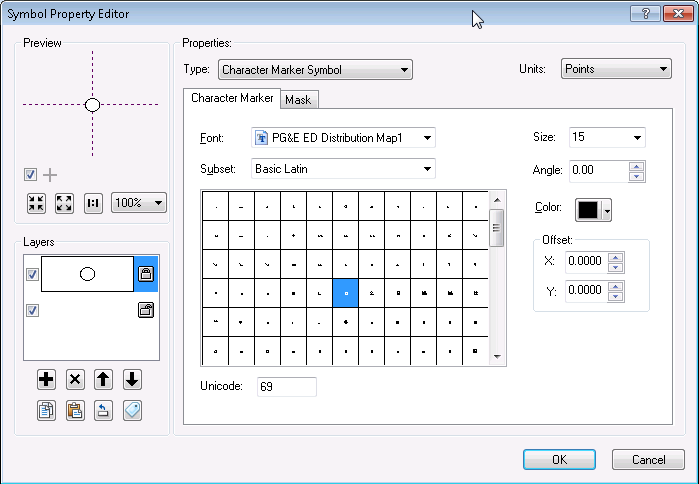 Symbol Property Editor
Preview
100%
Layers
Properties:
Type: Character Marker Symbol
Units: Points
Character Marker
Mask
Font: PG&E ED Distribution Map1
Subset: Basic Latin
Unicode: 69
Size: 15
Angle: 0.00
Color:
Offset:
X: 0.0000
Y: 0.0000
OK
Cancel